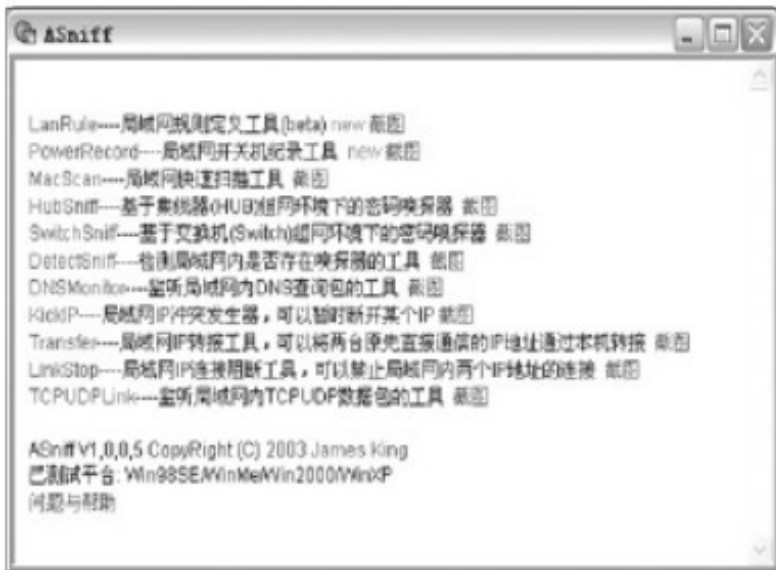 ASniff
LanRule----局域网规则定义工具(beta) new 截图
PowerRecord----局域网开关机纪录工具 new 截图
MacScan----局域网快速扫描工具 截图
HubSniff----基于集线器(HUB)组网环境下的密码嗅探器 截图
SwitchSniff----基于交换机(Switch)组网环境下的密码嗅探器 截图
DetectSniff----检测局域网内是否存在嗅探器的工具 截图
DNSMonitor----监听局域网内DNS查询包的工具 截图
KickIP----局域网IP冲突发生器，可以暂时断开某个IP 截图
Transfer----局域网IP转接工具，可以将两台原先直接通信的IP地址通过本机转接 截图
LinkStop----局域网IP连接阻断工具，可以禁止局域网内两个IP地址的连接 截图
TCPUDPLink----监听局域网内TCPUDP数据包的工具 截图
ASniff V1,0,0,5 CopyRight (C) 2003 James King
已测试平台: Win98SE/WinMe/Win2000/WinXP
问题与帮助